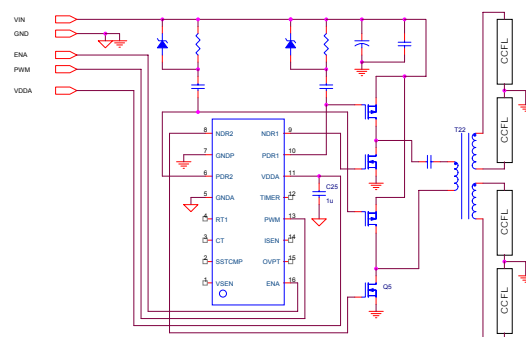 VIN
GND
ENA
PWM
VDDA
CCFL
CCFL
CCFL
CCFL
T22
8 NDR2 NDR1 9
7 GNDP PDR1 10
6 PDR2 VDDA 11
5 GNDA TIMER 12
4 RT1 PWM 13
3 CT ISEN 14
2 SSTCMP OVPT 15
1 VSEN ENA 16
C25
1u
Q5